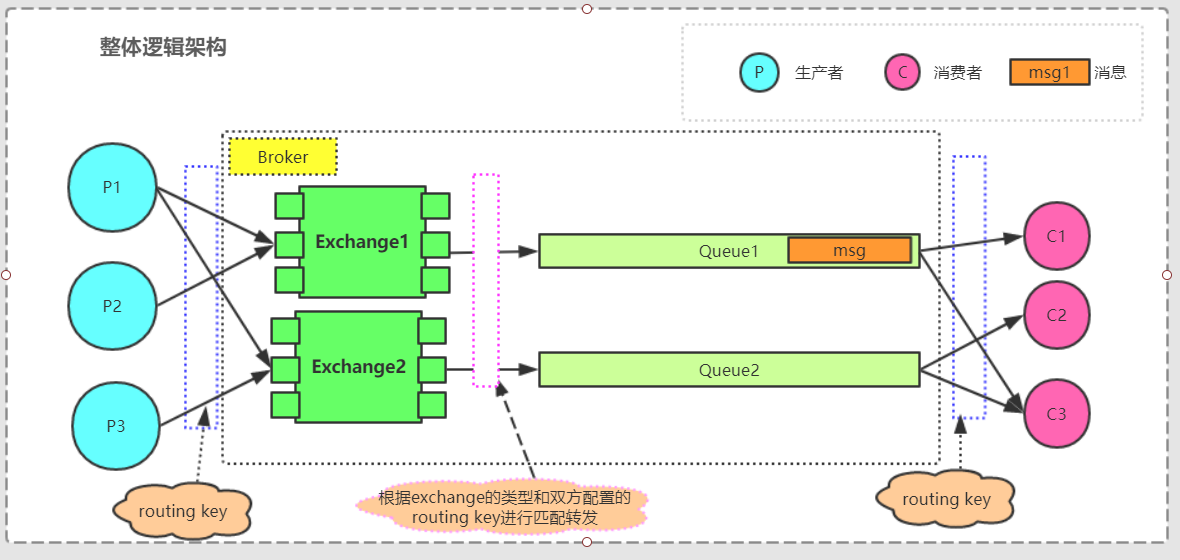 整体逻辑架构
P
生产者
C
消费者
msg1
消息
Broker
P1
P2
P3
Exchange1
Exchange2
Queue1
msg
Queue2
C1
C2
C3
routing key
根据exchange的类型和双方配置的
routing key进行匹配转发
routing key